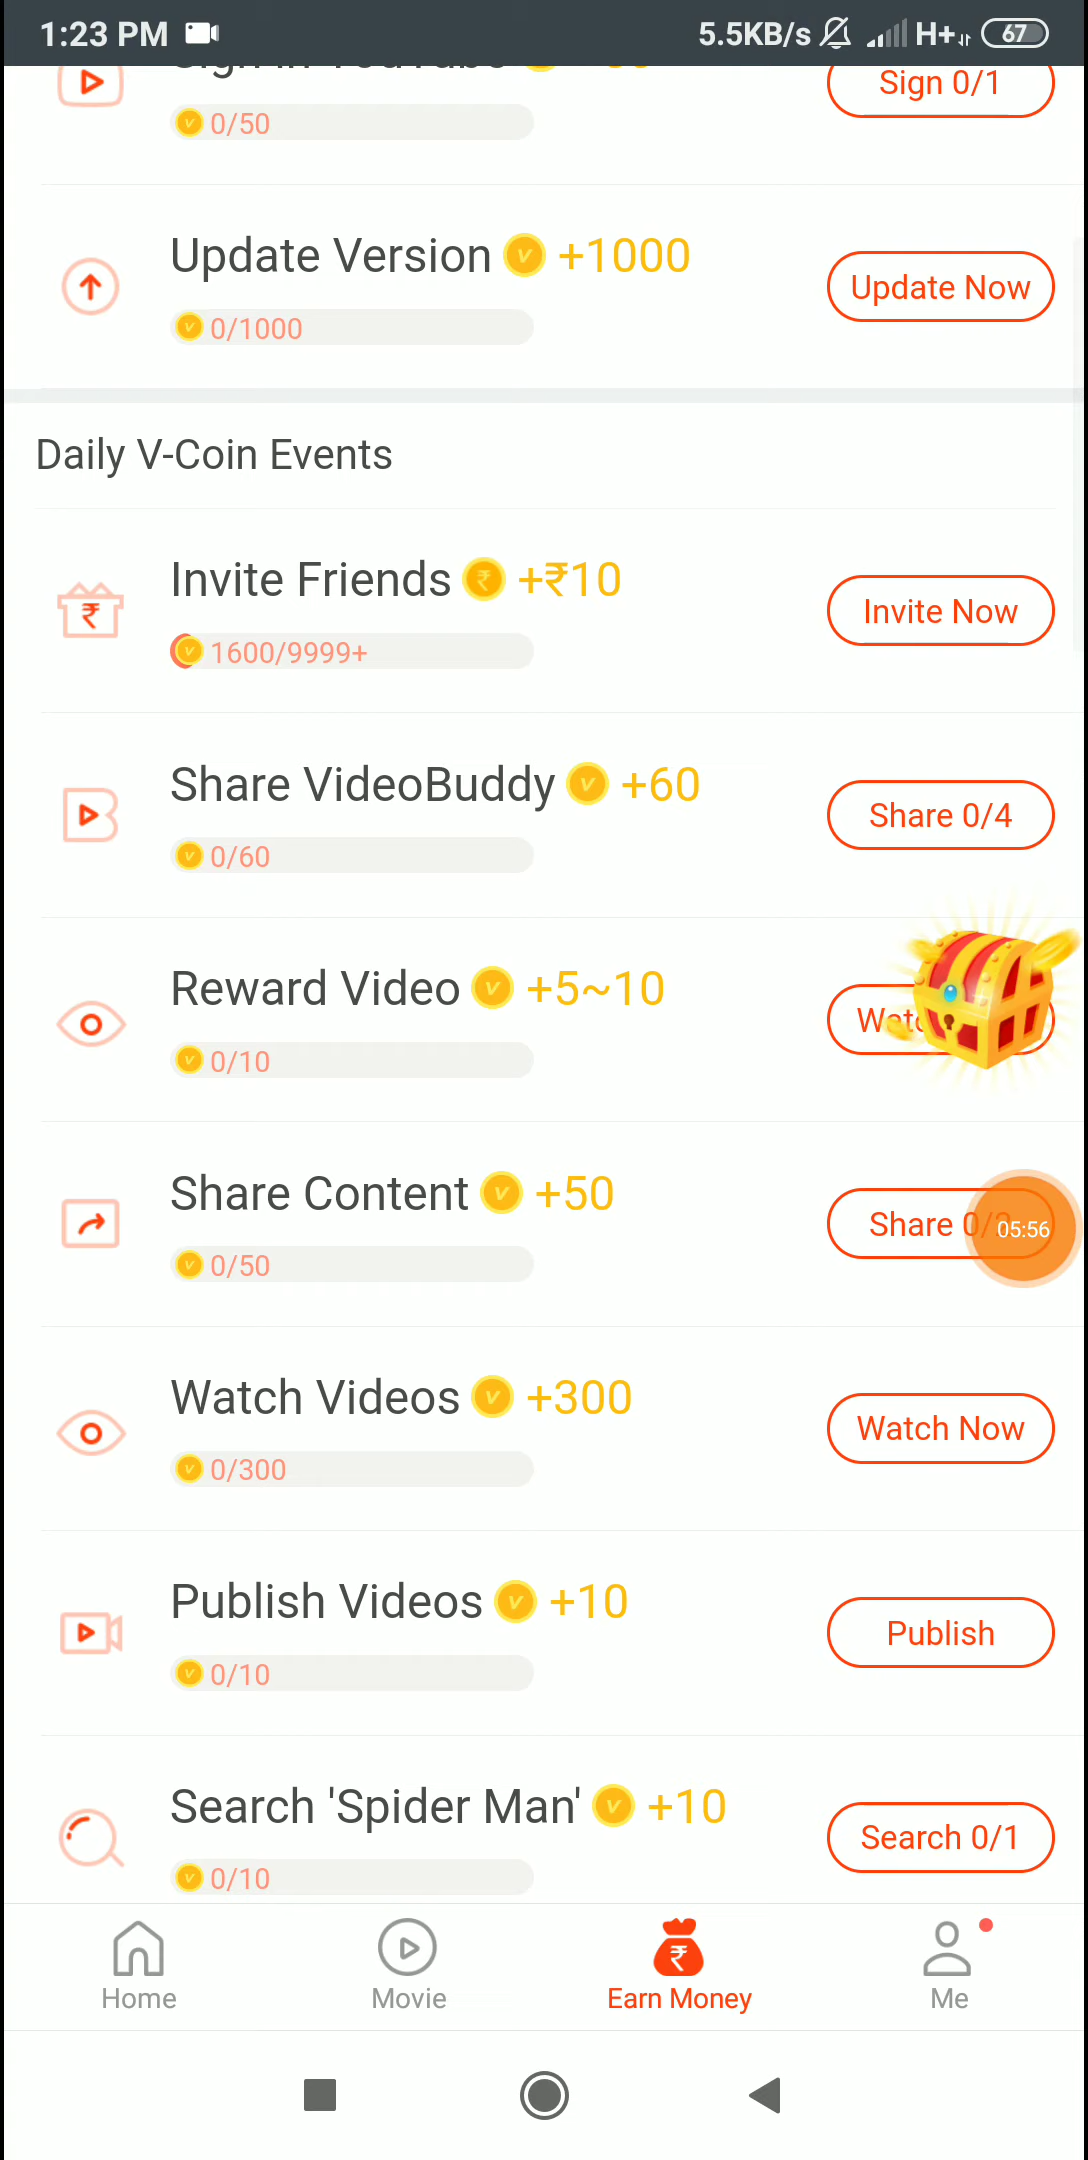 1:23 PM 5.5KB/s H+ 67
Sign in YouTube
Sign 0/1
0/50
Update Version +1000
Update Now
0/1000
Daily V-Coin Events
Invite Friends ₹ +₹10
₹
Invite Now
1600/9999+
Share VideoBuddy +60
Share 0/4
0/60
Reward Video +5~10
0/10
Share Content +50
Share 0/
05:56
0/50
Watch Videos +300
Watch Now
0/300
Publish Videos +10
Publish
0/10
Search 'Spider Man' +10
Search 0/1
0/10
₹
Home Movie Earn Money Me